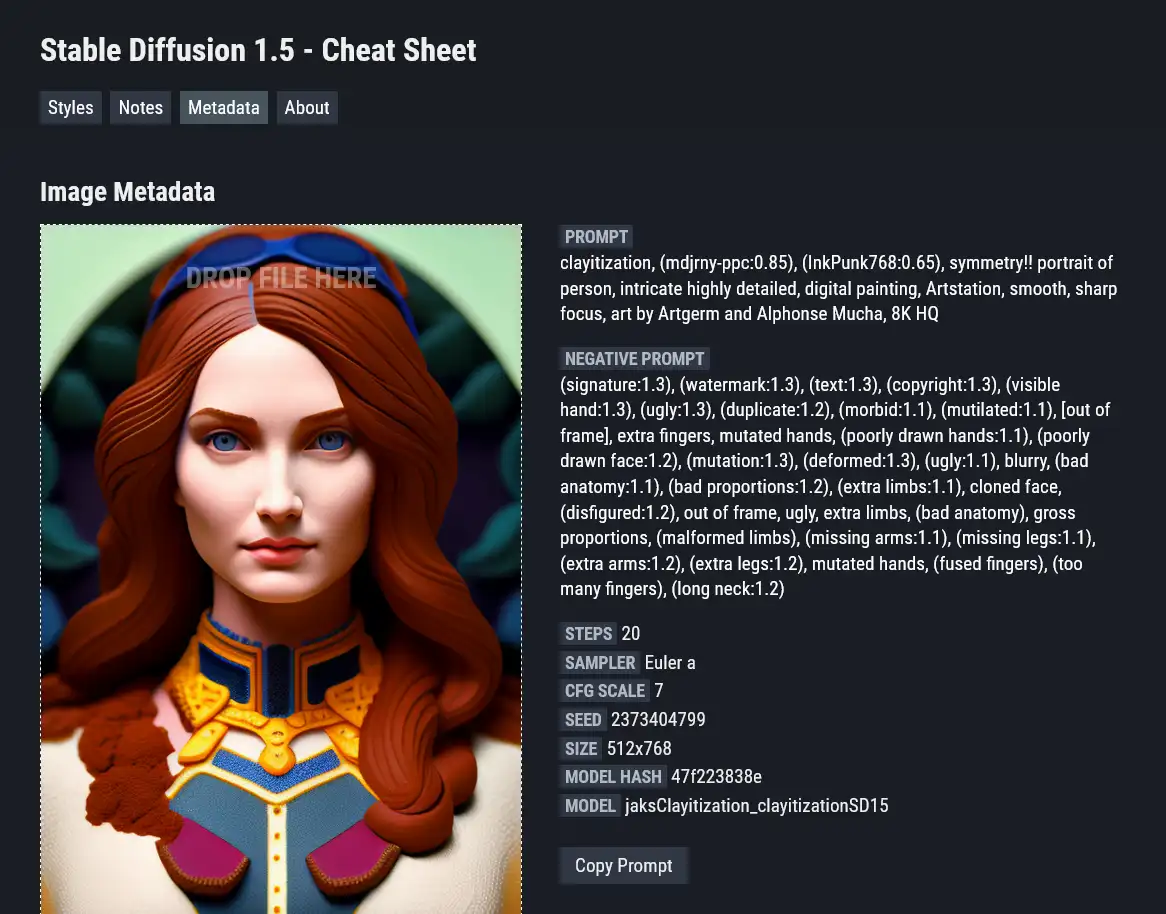 Stable Diffusion 1.5 - Cheat Sheet
Styles Notes Metadata About
Image Metadata
DROP FILE HERE
PROMPT
clayitization, (mdjrny-ppc:0.85), (InkPunk768:0.65), symmetry!! portrait of
person, intricate highly detailed, digital painting, Artstation, smooth, sharp
focus, art by Artgerm and Alphonse Mucha, 8K HQ
NEGATIVE PROMPT
(signature:1.3), (watermark:1.3), (text:1.3), (copyright:1.3), (visible
hand:1.3), (ugly:1.3), (duplicate:1.2), (morbid:1.1), (mutilated:1.1), [out of
frame], extra fingers, mutated hands, (poorly drawn hands:1.1), (poorly
drawn face:1.2), (mutation:1.3), (deformed:1.3), (ugly:1.1), blurry, (bad
anatomy:1.1), (bad proportions:1.2), (extra limbs:1.1), cloned face,
(disfigured:1.2), out of frame, ugly, extra limbs, (bad anatomy), gross
proportions, (malformed limbs), (missing arms:1.1), (missing legs:1.1),
(extra arms:1.2), (extra legs:1.2), mutated hands, (fused fingers), (too
many fingers), (long neck:1.2)
STEPS 20
SAMPLER Euler a
CFG SCALE 7
SEED 2373404799
SIZE 512x768
MODEL HASH 47f223838e
MODEL jaksClayitization_clayitizationSD15
Copy Prompt